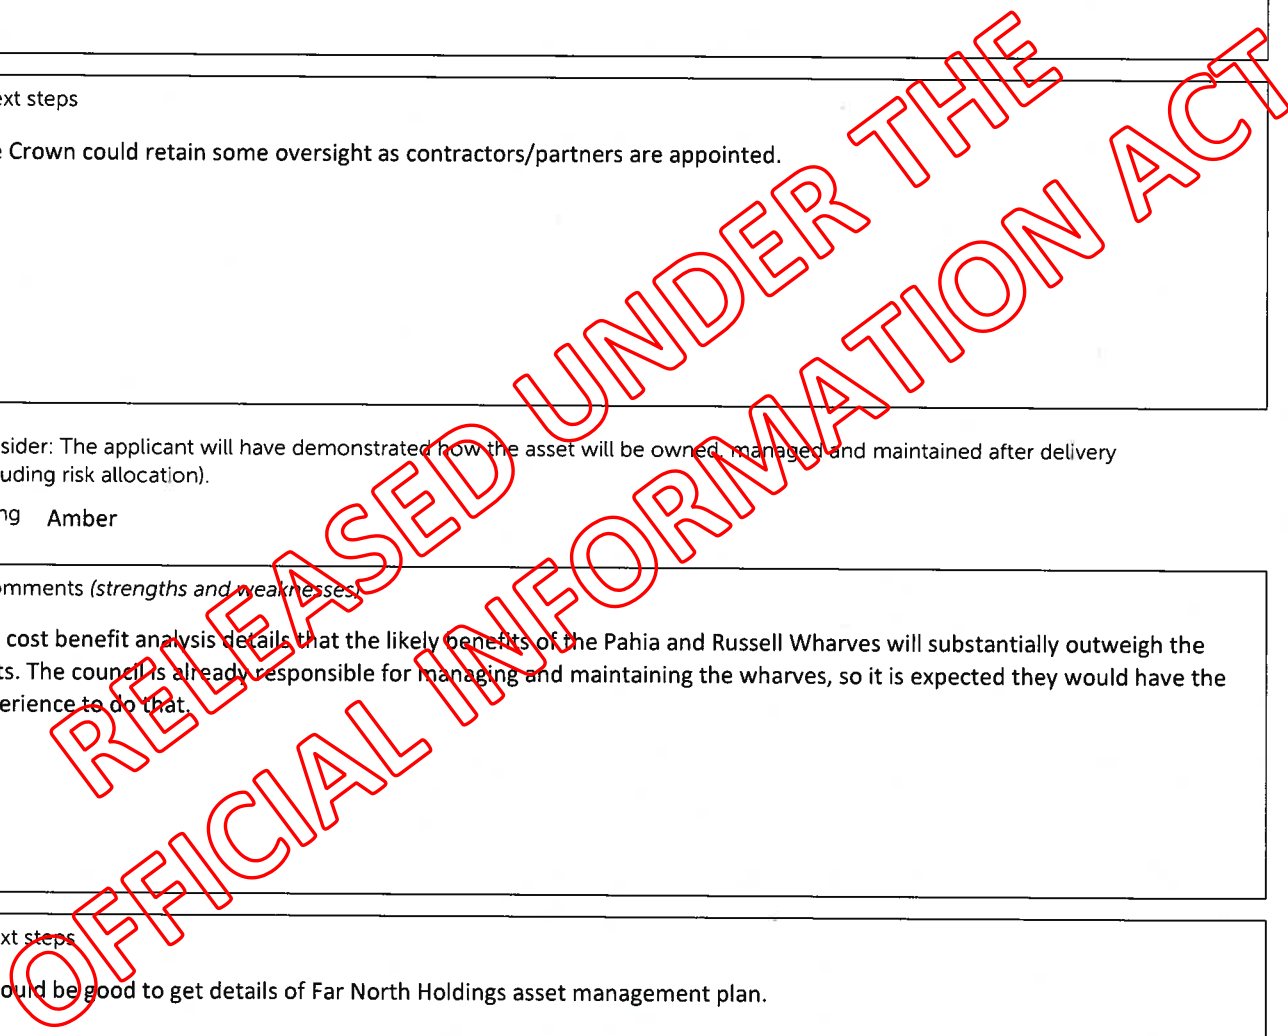 ext steps
e Crown could retain some oversight as contractors/partners are appointed.
sider: The applicant will have demonstrated how the asset will be owned, managed and maintained after delivery
uding risk allocation).
ng Amber
omments (strengths and weaknesses)
cost benefit analysis details that the likely benefits of the Pahia and Russell Wharves will substantially outweigh the
ts. The council is already responsible for managing and maintaining the wharves, so it is expected they would have the
erience to do that.
ext steps
ould be good to get details of Far North Holdings asset management plan.
RELEASED UNDER THE
OFFICIAL INFORMATION ACT